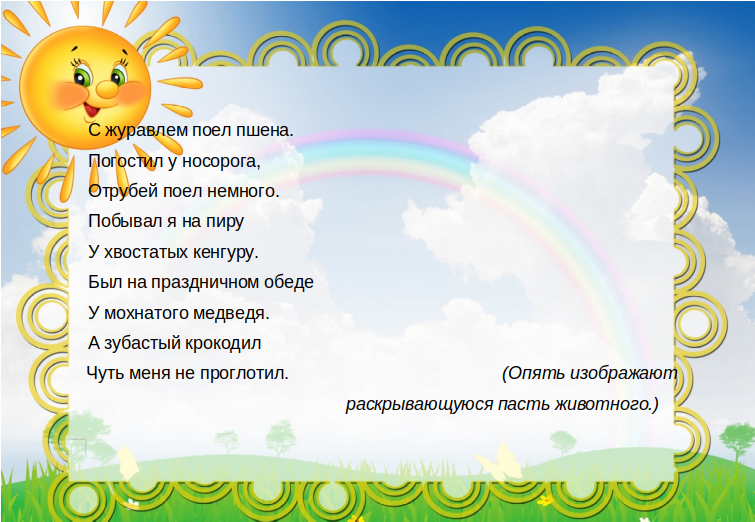 С журавлем поел пшена.
Погостил у носорога,
Отрубей поел немного.
Побывал я на пиру
У хвостатых кенгуру.
Был на праздничном обеде
У мохнатого медведя.
А зубастый крокодил
Чуть меня не проглотил. (Опять изображают
раскрывающуюся пасть животного.)